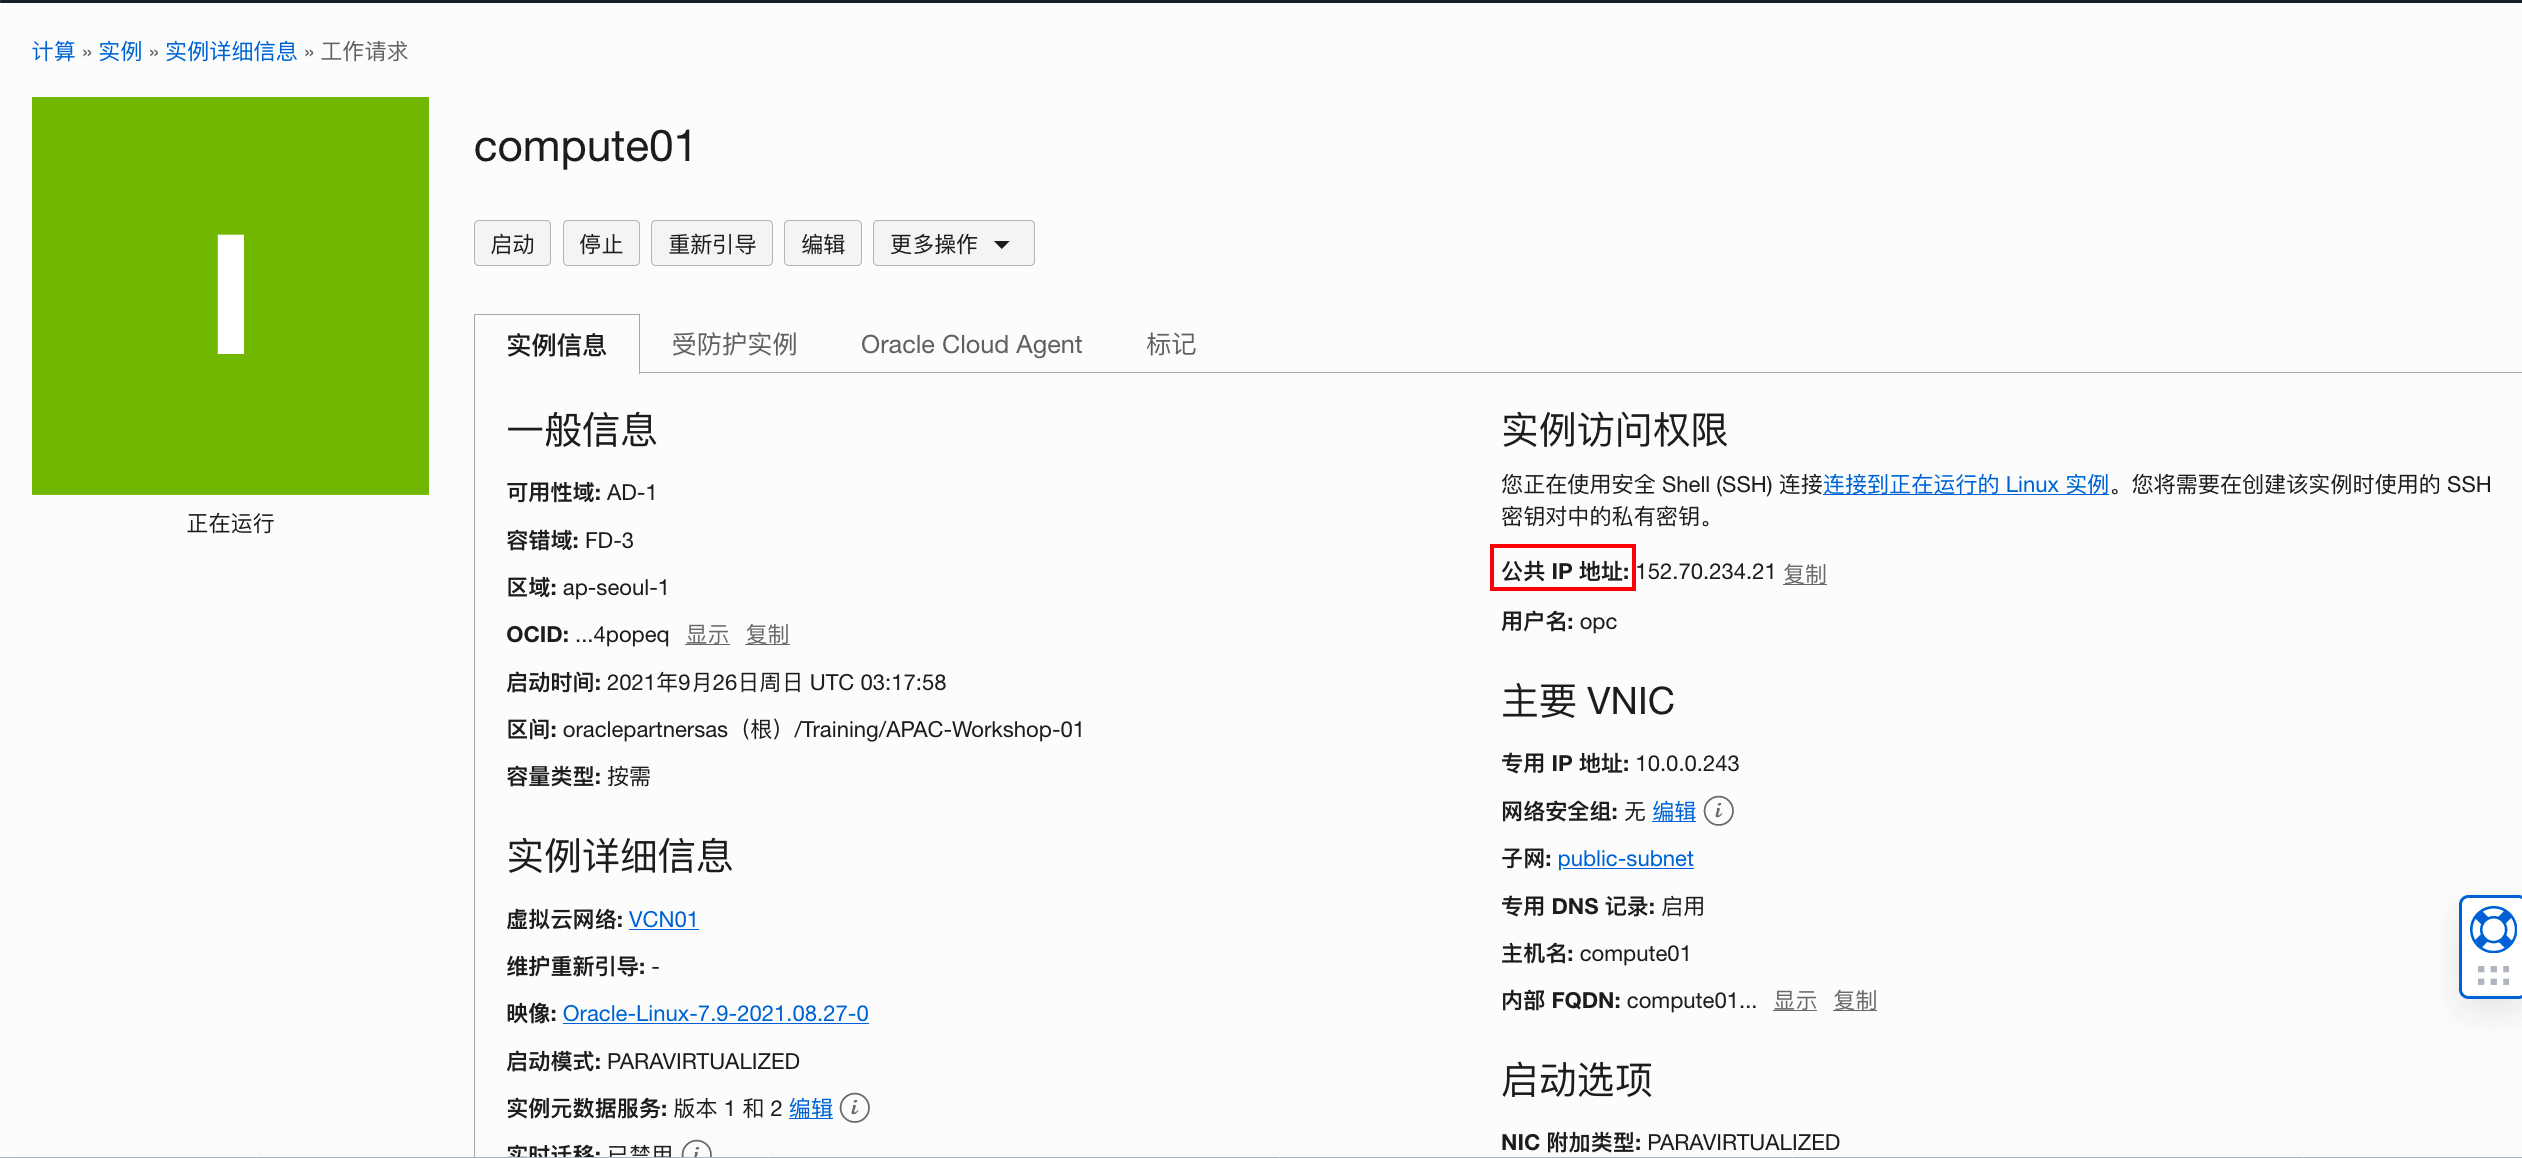 计算 » 实例 » 实例详细信息 » 工作请求
I
正在运行
compute01
启动 停止 重新引导 编辑 更多操作
实例信息 受防护实例 Oracle Cloud Agent 标记
一般信息
可用性域: AD-1
容错域: FD-3
区域: ap-seoul-1
OCID: ...4popeq 显示 复制
启动时间: 2021年9月26日周日 UTC 03:17:58
区间: oraclepartnersas（根）/Training/APAC-Workshop-01
容量类型: 按需
实例详细信息
虚拟云网络: VCN01
维护重新引导: -
映像: Oracle-Linux-7.9-2021.08.27-0
启动模式: PARAVIRTUALIZED
实例元数据服务: 版本 1 和 2 编辑 i
实时迁移: 已禁用 i
实例访问权限
您正在使用安全 Shell (SSH) 连接连接到正在运行的 Linux 实例。您将需要在创建该实例时使用的 SSH
密钥对中的私有密钥。
公共 IP 地址: 152.70.234.21 复制
用户名: opc
主要 VNIC
专用 IP 地址: 10.0.0.243
网络安全组: 无 编辑 i
子网: public-subnet
专用 DNS 记录: 启用
主机名: compute01
内部 FQDN: compute01... 显示 复制
启动选项
NIC 附加类型: PARAVIRTUALIZED